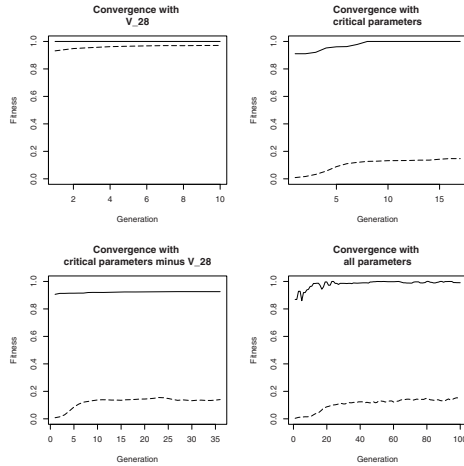 Convergence with
V_28
Fitness
0.0 0.2 0.4 0.6 0.8 1.0
2 4 6 8 10
Generation
Convergence with
critical parameters
Fitness
0.0 0.2 0.4 0.6 0.8 1.0
5 10 15
Generation
Convergence with
critical parameters minus V_28
Fitness
0.0 0.2 0.4 0.6 0.8 1.0
0 5 10 15 20 25 30 35
Generation
Convergence with
all parameters
Fitness
0.0 0.2 0.4 0.6 0.8 1.0
0 20 40 60 80 100
Generation